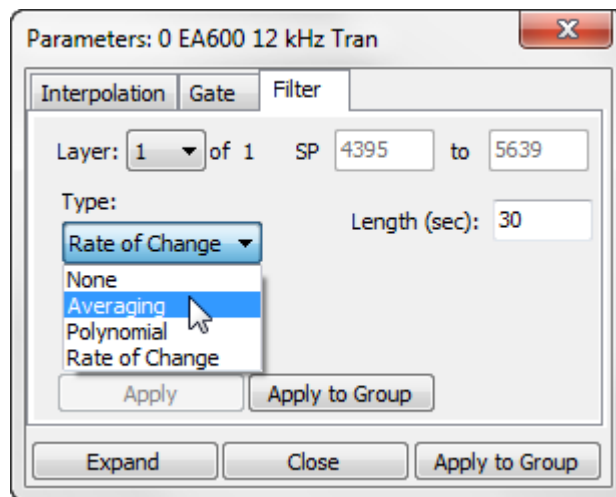 Parameters: 0 EA600 12 kHz Tran
x
Interpolation Gate Filter
Layer: 1 of 1 SP 4395 to 5639
Type:
Length (sec): 30
Rate of Change
None
Averaging
Polynomial
Rate of Change
Apply Apply to Group
Expand Close Apply to Group